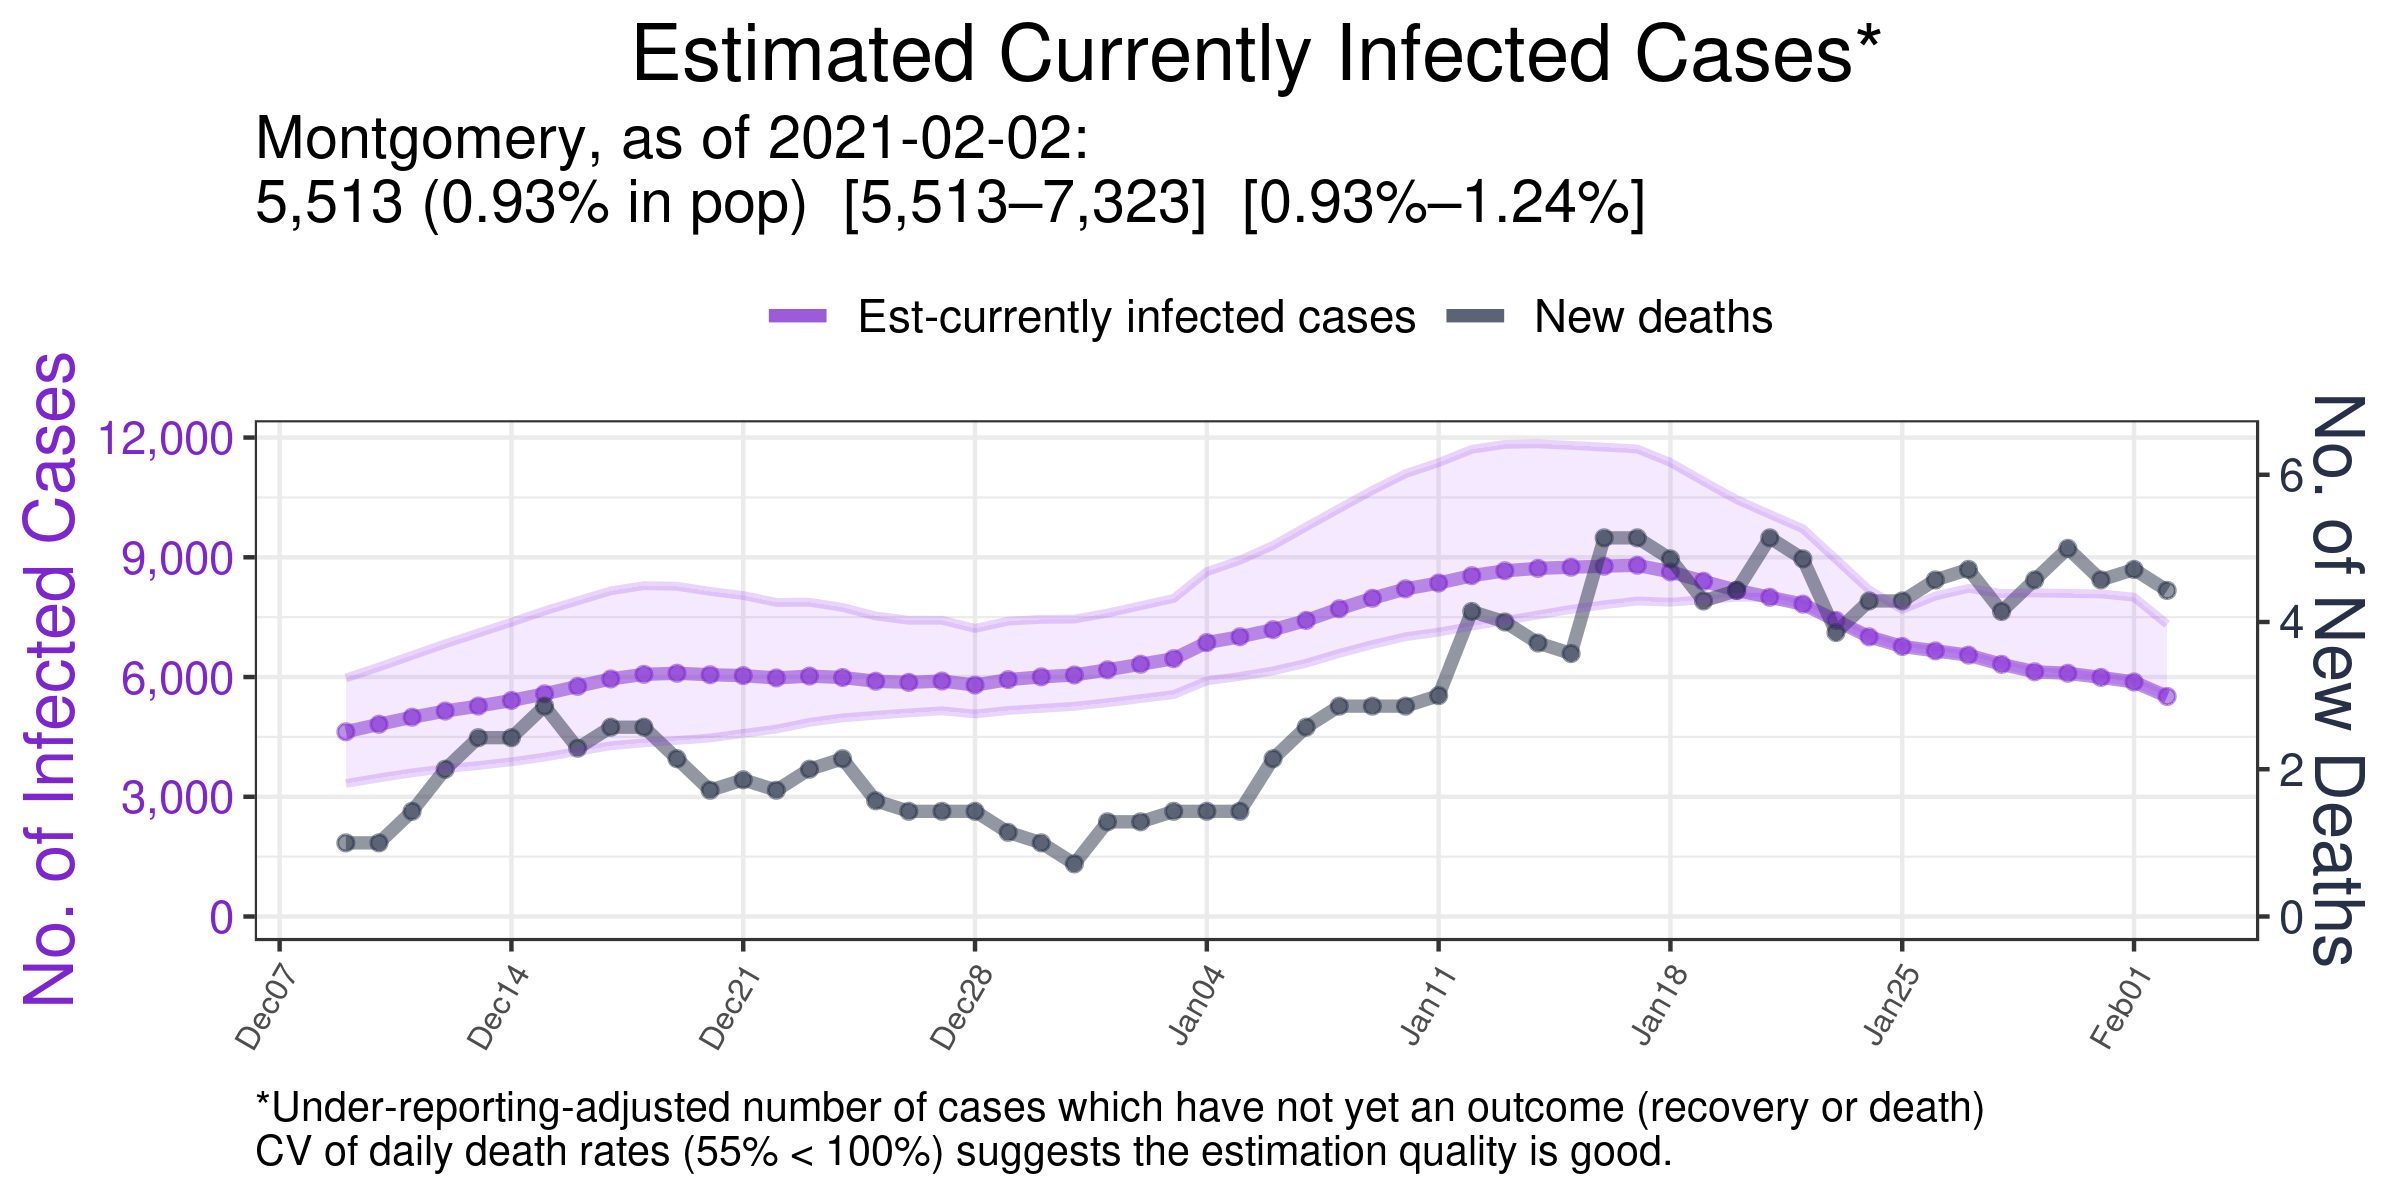 Estimated Currently Infected Cases*
Montgomery, as of 2021-02-02:
5,513 (0.93% in pop) [5,513–7,323] [0.93%–1.24%]
Est-currently infected cases
New deaths
No. of Infected Cases
12,000
9,000
6,000
3,000
0
No. of New Deaths
6
4
2
0
Dec07
Dec14
Dec21
Dec28
Jan04
Jan11
Jan18
Jan25
Feb01
*Under-reporting-adjusted number of cases which have not yet an outcome (recovery or death)
CV of daily death rates (55% < 100%) suggests the estimation quality is good.